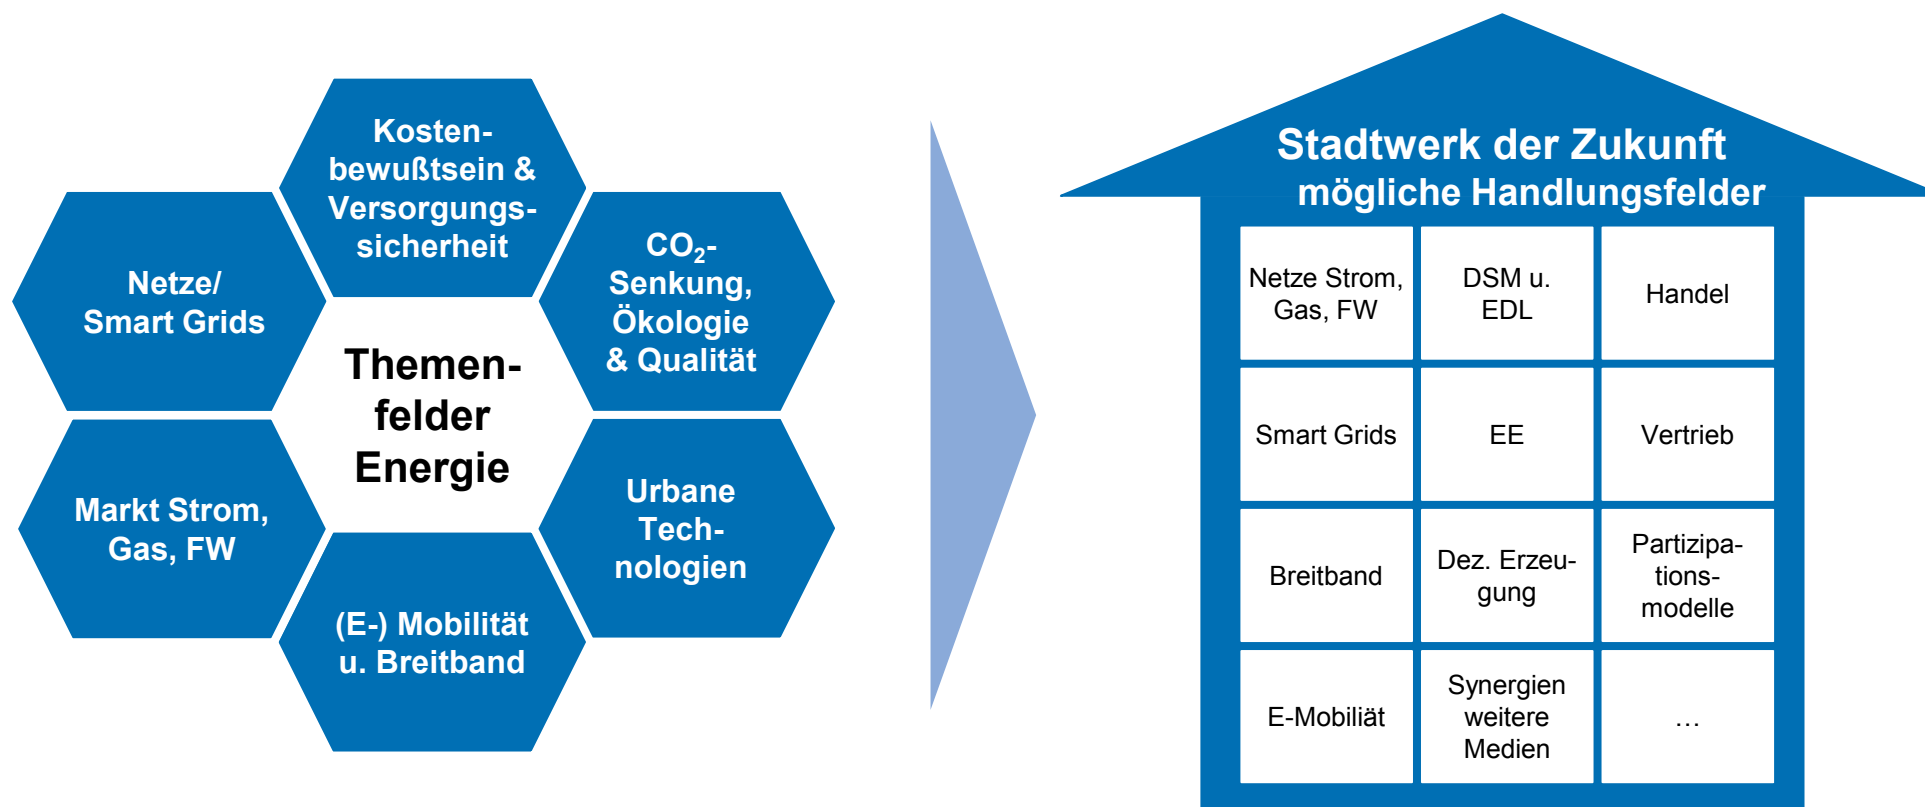 Kosten-
bewußtsein &
Versorgungs-
sicherheit
Netze/
Smart Grids
CO₂-
Senkung,
Ökologie
& Qualität
Themen-
felder
Energie
Markt Strom,
Gas, FW
Urbane
Tech-
nologien
(E-) Mobilität
u. Breitband
Stadtwerk der Zukunft
mögliche Handlungsfelder
Netze Strom,
Gas, FW
DSM u.
EDL
Handel
Smart Grids
EE
Vertrieb
Breitband
Dez. Erzeu-
gung
Partizipa-
tions-
modelle
E-Mobiliät
Synergien
weitere
Medien
…